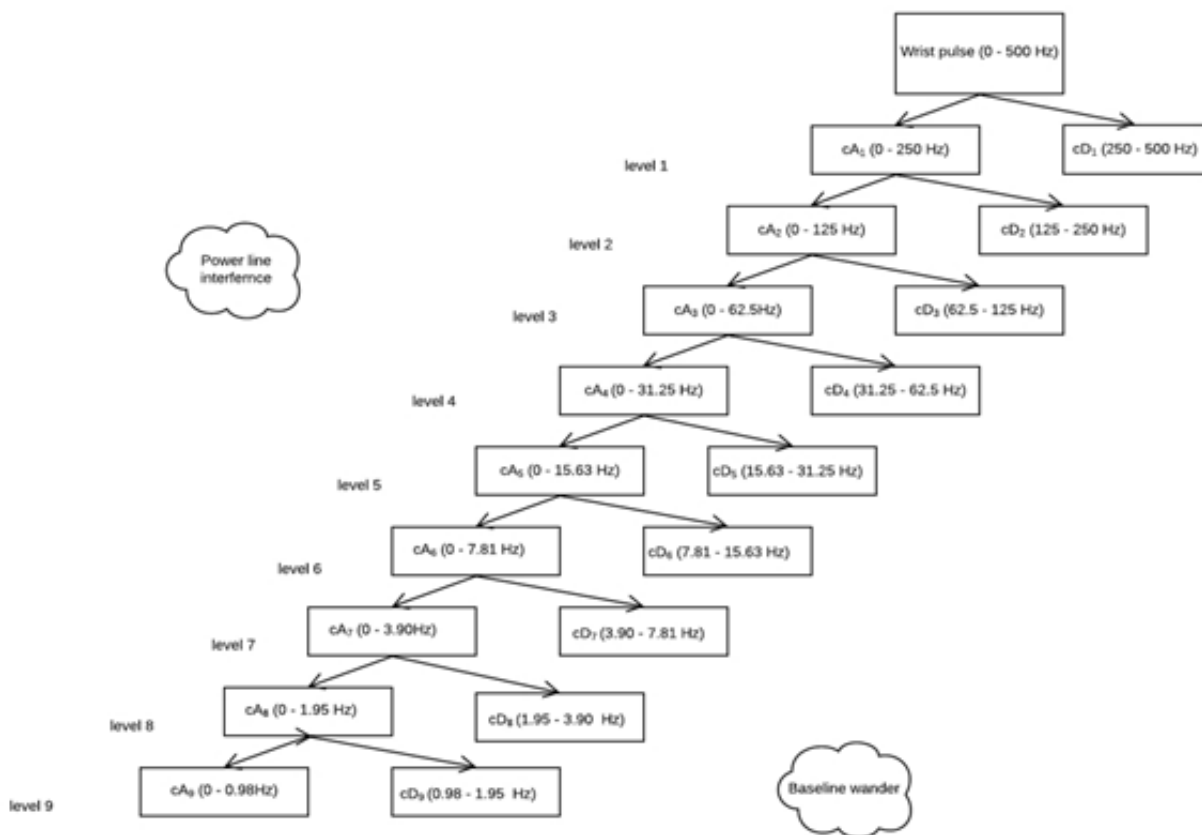 Wrist pulse (0 - 500 Hz)
cA₁ (0 - 250 Hz)
cD₁ (250 - 500 Hz)
level 1
cA₂ (0 - 125 Hz)
cD₂ (125 - 250 Hz)
level 2
Power line
interfernce
cA₃ (0 - 62.5Hz)
cD₃ (62.5 - 125 Hz)
level 3
cA₄ (0 - 31.25 Hz)
cD₄ (31.25 - 62.5 Hz)
level 4
cA₅ (0 - 15.63 Hz)
cD₅ (15.63 - 31.25 Hz)
level 5
cA₆ (0 - 7.81 Hz)
cD₆ (7.81 - 15.63 Hz)
level 6
cA₇ (0 - 3.90Hz)
cD₇ (3.90 - 7.81 Hz)
level 7
cA₈ (0 - 1.95 Hz)
cD₈ (1.95 - 3.90 Hz)
level 8
cA₉ (0 - 0.98Hz)
cD₉ (0.98 - 1.95 Hz)
Baseline wander
level 9